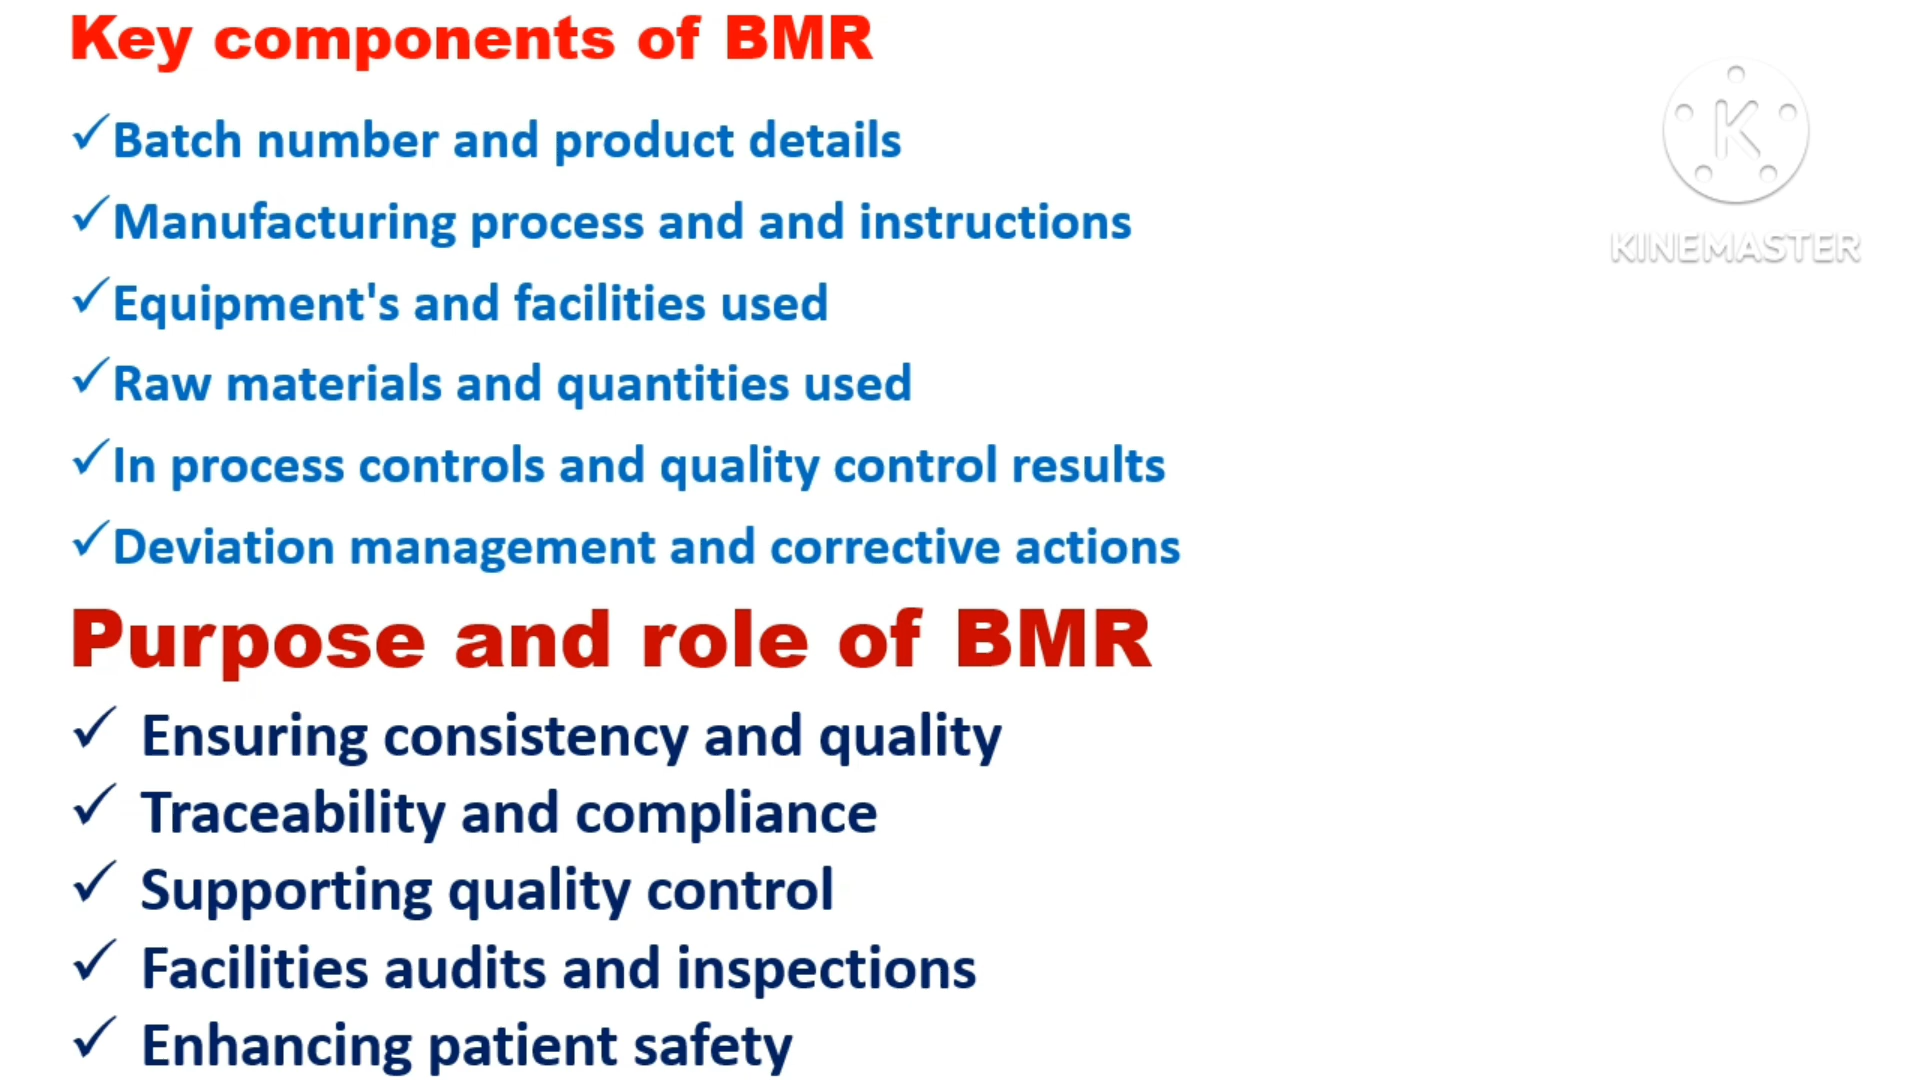 Key components of BMR
✓Batch number and product details
✓Manufacturing process and and instructions
✓Equipment's and facilities used
✓Raw materials and quantities used
✓In process controls and quality control results
✓Deviation management and corrective actions
Purpose and role of BMR
✓ Ensuring consistency and quality
✓ Traceability and compliance
✓ Supporting quality control
✓ Facilities audits and inspections
✓ Enhancing patient safety
K
KINEMASTER